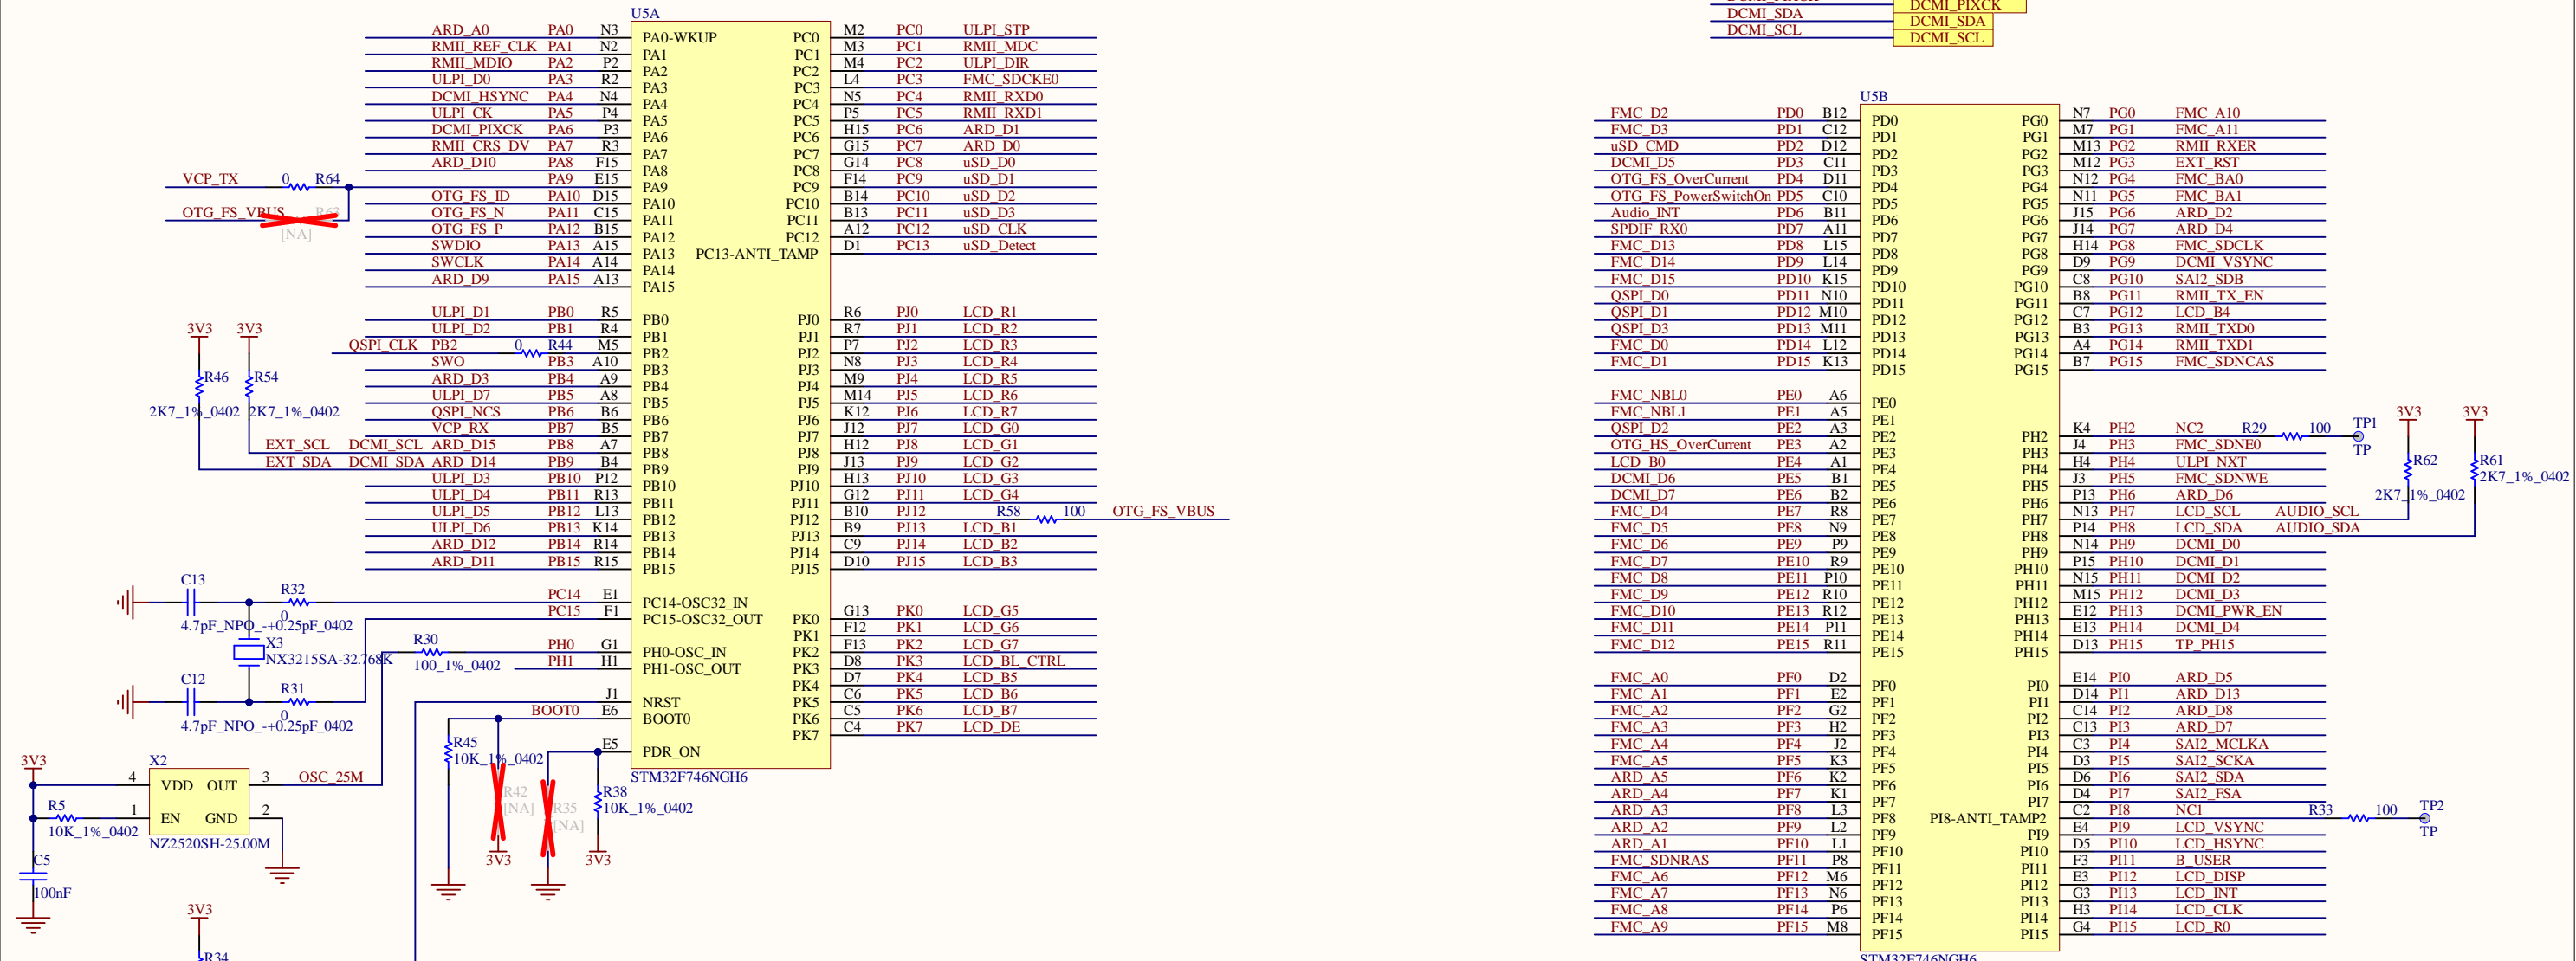 DCMI_PIXCK
DCMI_SDA DCMI_SDA
DCMI_SCL DCMI_SCL
U5A
ARD_A0 PA0 N3 PA0-WKUP PC0 M2 PC0 ULPI_STP
RMII_REF_CLK PA1 N2 PA1 PC1 M3 PC1 RMII_MDC
RMII_MDIO PA2 P2 PA2 PC2 M4 PC2 ULPI_DIR
ULPI_D0 PA3 R2 PA3 PC3 L4 PC3 FMC_SDCKE0
DCMI_HSYNC PA4 N4 PA4 PC4 N5 PC4 RMII_RXD0
ULPI_CK PA5 P4 PA5 PC5 P5 PC5 RMII_RXD1
DCMI_PIXCK PA6 P3 PA6 PC6 H15 PC6 ARD_D1
RMII_CRS_DV PA7 R3 PA7 PC7 G15 PC7 ARD_D0
ARD_D10 PA8 F15 PA8 PC8 G14 PC8 uSD_D0
VCP_TX 0 R64 PA9 E15 PA9 PC9 F14 PC9 uSD_D1
OTG_FS_ID PA10 D15 PA10 PC10 B14 PC10 uSD_D2
OTG_FS_VBUS R63 OTG_FS_N PA11 C15 PA11 PC11 B13 PC11 uSD_D3
[NA] OTG_FS_P PA12 B15 PA12 PC12 A12 PC12 uSD_CLK
SWDIO PA13 A15 PA13 PC13-ANTI_TAMP D1 PC13 uSD_Detect
SWCLK PA14 A14 PA14
ARD_D9 PA15 A13 PA15
ULPI_D1 PB0 R5 PB0 PJ0 R6 PJ0 LCD_R1
3V3 3V3 ULPI_D2 PB1 R4 PB1 PJ1 R7 PJ1 LCD_R2
QSPI_CLK PB2 0 R44 M5 PB2 PJ2 P7 PJ2 LCD_R3
SWO PB3 A10 PB3 PJ3 N8 PJ3 LCD_R4
R46 R54 ARD_D3 PB4 A9 PB4 PJ4 M9 PJ4 LCD_R5
ULPI_D7 PB5 A8 PB5 PJ5 M14 PJ5 LCD_R6
2K7_1%_0402 2K7_1%_0402 QSPI_NCS PB6 B6 PB6 PJ6 K12 PJ6 LCD_R7
VCP_RX PB7 B5 PB7 PJ7 J12 PJ7 LCD_G0
EXT_SCL DCMI_SCL ARD_D15 PB8 A7 PB8 PJ8 H12 PJ8 LCD_G1
EXT_SDA DCMI_SDA ARD_D14 PB9 B4 PB9 PJ9 J13 PJ9 LCD_G2
ULPI_D3 PB10 P12 PB10 PJ10 H13 PJ10 LCD_G3
ULPI_D4 PB11 R13 PB11 PJ11 G12 PJ11 LCD_G4
ULPI_D5 PB12 L13 PB12 PJ12 B10 PJ12 R58 100 OTG_FS_VBUS
ULPI_D6 PB13 K14 PB13 PJ13 B9 PJ13 LCD_B1
ARD_D12 PB14 R14 PB14 PJ14 C9 PJ14 LCD_B2
ARD_D11 PB15 R15 PB15 PJ15 D10 PJ15 LCD_B3
C13 R32 PC14 E1 PC14-OSC32_IN
0 PC15 F1 PC15-OSC32_OUT PK0 G13 PK0 LCD_G5
4.7pF_NPO_-+0.25pF_0402 PK1 F12 PK1 LCD_G6
X3 R30 PH0 G1 PH0-OSC_IN PK2 F13 PK2 LCD_G7
NX3215SA-32.768K 100_1%_0402 PH1 H1 PH1-OSC_OUT PK3 D8 PK3 LCD_BL_CTRL
C12 R31 PK4 D7 PK4 LCD_B5
0 J1 NRST PK5 C6 PK5 LCD_B6
4.7pF_NPO_-+0.25pF_0402 BOOT0 E6 BOOT0 PK6 C5 PK6 LCD_B7
PK7 C4 PK7 LCD_DE
R45 E5 PDR_ON
10K_1%_0402
STM32F746NGH6
3V3 X2
4 VDD OUT 3 OSC_25M
R42 [NA] R35 [NA] R38 10K_1%_0402
R5 1 EN GND 2
10K_1%_0402 NZ2520SH-25.00M
3V3 3V3
C5
100nF
3V3
R34
U5B
FMC_D2 PD0 B12 PD0 PG0 N7 PG0 FMC_A10
FMC_D3 PD1 C12 PD1 PG1 M7 PG1 FMC_A11
uSD_CMD PD2 D12 PD2 PG2 M13 PG2 RMII_RXER
DCMI_D5 PD3 C11 PD3 PG3 M12 PG3 EXT_RST
OTG_FS_OverCurrent PD4 D11 PD4 PG4 N12 PG4 FMC_BA0
OTG_FS_PowerSwitchOn PD5 C10 PD5 PG5 N11 PG5 FMC_BA1
Audio_INT PD6 B11 PD6 PG6 J15 PG6 ARD_D2
SPDIF_RX0 PD7 A11 PD7 PG7 J14 PG7 ARD_D4
FMC_D13 PD8 L15 PD8 PG8 H14 PG8 FMC_SDCLK
FMC_D14 PD9 L14 PD9 PG9 D9 PG9 DCMI_VSYNC
FMC_D15 PD10 K15 PD10 PG10 C8 PG10 SAI2_SDB
QSPI_D0 PD11 N10 PD11 PG11 B8 PG11 RMII_TX_EN
QSPI_D1 PD12 M10 PD12 PG12 C7 PG12 LCD_B4
QSPI_D3 PD13 M11 PD13 PG13 B3 PG13 RMII_TXD0
FMC_D0 PD14 L12 PD14 PG14 A4 PG14 RMII_TXD1
FMC_D1 PD15 K13 PD15 PG15 B7 PG15 FMC_SDNCAS
FMC_NBL0 PE0 A6 PE0
FMC_NBL1 PE1 A5 PE1 3V3 3V3
QSPI_D2 PE2 A3 PE2 PH2 K4 PH2 NC2 R29 100 TP1 TP
OTG_HS_OverCurrent PE3 A2 PE3 PH3 J4 PH3 FMC_SDNE0
LCD_B0 PE4 A1 PE4 PH4 H4 PH4 ULPI_NXT R62 R61
DCMI_D6 PE5 B1 PE5 PH5 J3 PH5 FMC_SDNWE 2K7_1%_0402
DCMI_D7 PE6 B2 PE6 PH6 P13 PH6 ARD_D6 2K7_1%_0402
FMC_D4 PE7 R8 PE7 PH7 N13 PH7 LCD_SCL AUDIO_SCL
FMC_D5 PE8 N9 PE8 PH8 P14 PH8 LCD_SDA AUDIO_SDA
FMC_D6 PE9 P9 PE9 PH9 N14 PH9 DCMI_D0
FMC_D7 PE10 R9 PE10 PH10 P15 PH10 DCMI_D1
FMC_D8 PE11 P10 PE11 PH11 N15 PH11 DCMI_D2
FMC_D9 PE12 R10 PE12 PH12 M15 PH12 DCMI_D3
FMC_D10 PE13 R12 PE13 PH13 E12 PH13 DCMI_PWR_EN
FMC_D11 PE14 P11 PE14 PH14 E13 PH14 DCMI_D4
FMC_D12 PE15 R11 PE15 PH15 D13 PH15 TP_PH15
FMC_A0 PF0 D2 PF0 PI0 E14 PI0 ARD_D5
FMC_A1 PF1 E2 PF1 PI1 D14 PI1 ARD_D13
FMC_A2 PF2 G2 PF2 PI2 C14 PI2 ARD_D8
FMC_A3 PF3 H2 PF3 PI3 C13 PI3 ARD_D7
FMC_A4 PF4 J2 PF4 PI4 C3 PI4 SAI2_MCLKA
FMC_A5 PF5 K3 PF5 PI5 D3 PI5 SAI2_SCKA
ARD_A5 PF6 K2 PF6 PI6 D6 PI6 SAI2_SDA
ARD_A4 PF7 K1 PF7 PI7 D4 PI7 SAI2_FSA
ARD_A3 PF8 L3 PF8 PI8-ANTI_TAMP2 C2 PI8 NC1 R33 100 TP2 TP
ARD_A2 PF9 L2 PF9 PI9 E4 PI9 LCD_VSYNC
ARD_A1 PF10 L1 PF10 PI10 D5 PI10 LCD_HSYNC
FMC_SDNRAS PF11 P8 PF11 PI11 F3 PI11 B_USER
FMC_A6 PF12 M6 PF12 PI12 E3 PI12 LCD_DISP
FMC_A7 PF13 N6 PF13 PI13 G3 PI13 LCD_INT
FMC_A8 PF14 P6 PF14 PI14 H3 PI14 LCD_CLK
FMC_A9 PF15 M8 PF15 PI15 G4 PI15 LCD_R0
STM32F746NGH6